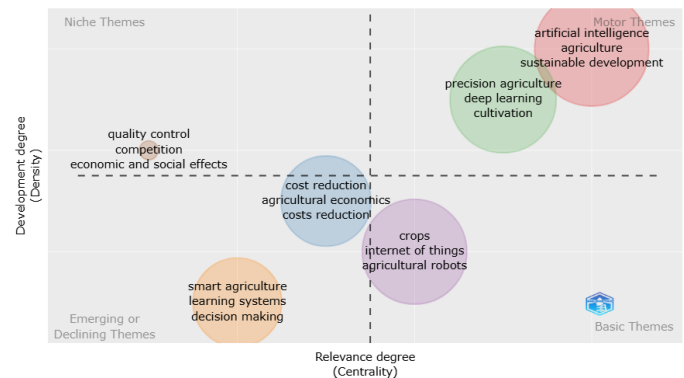 Niche Themes
Motor Themes
artificial intelligence
agriculture
sustainable development
precision agriculture
deep learning
cultivation
quality control
competition
economic and social effects
Development degree
(Density)
cost reduction
agricultural economics
costs reduction
crops
internet of things
agricultural robots
smart agriculture
learning systems
decision making
Emerging or
Declining Themes
Basic Themes
Relevance degree
(Centrality)